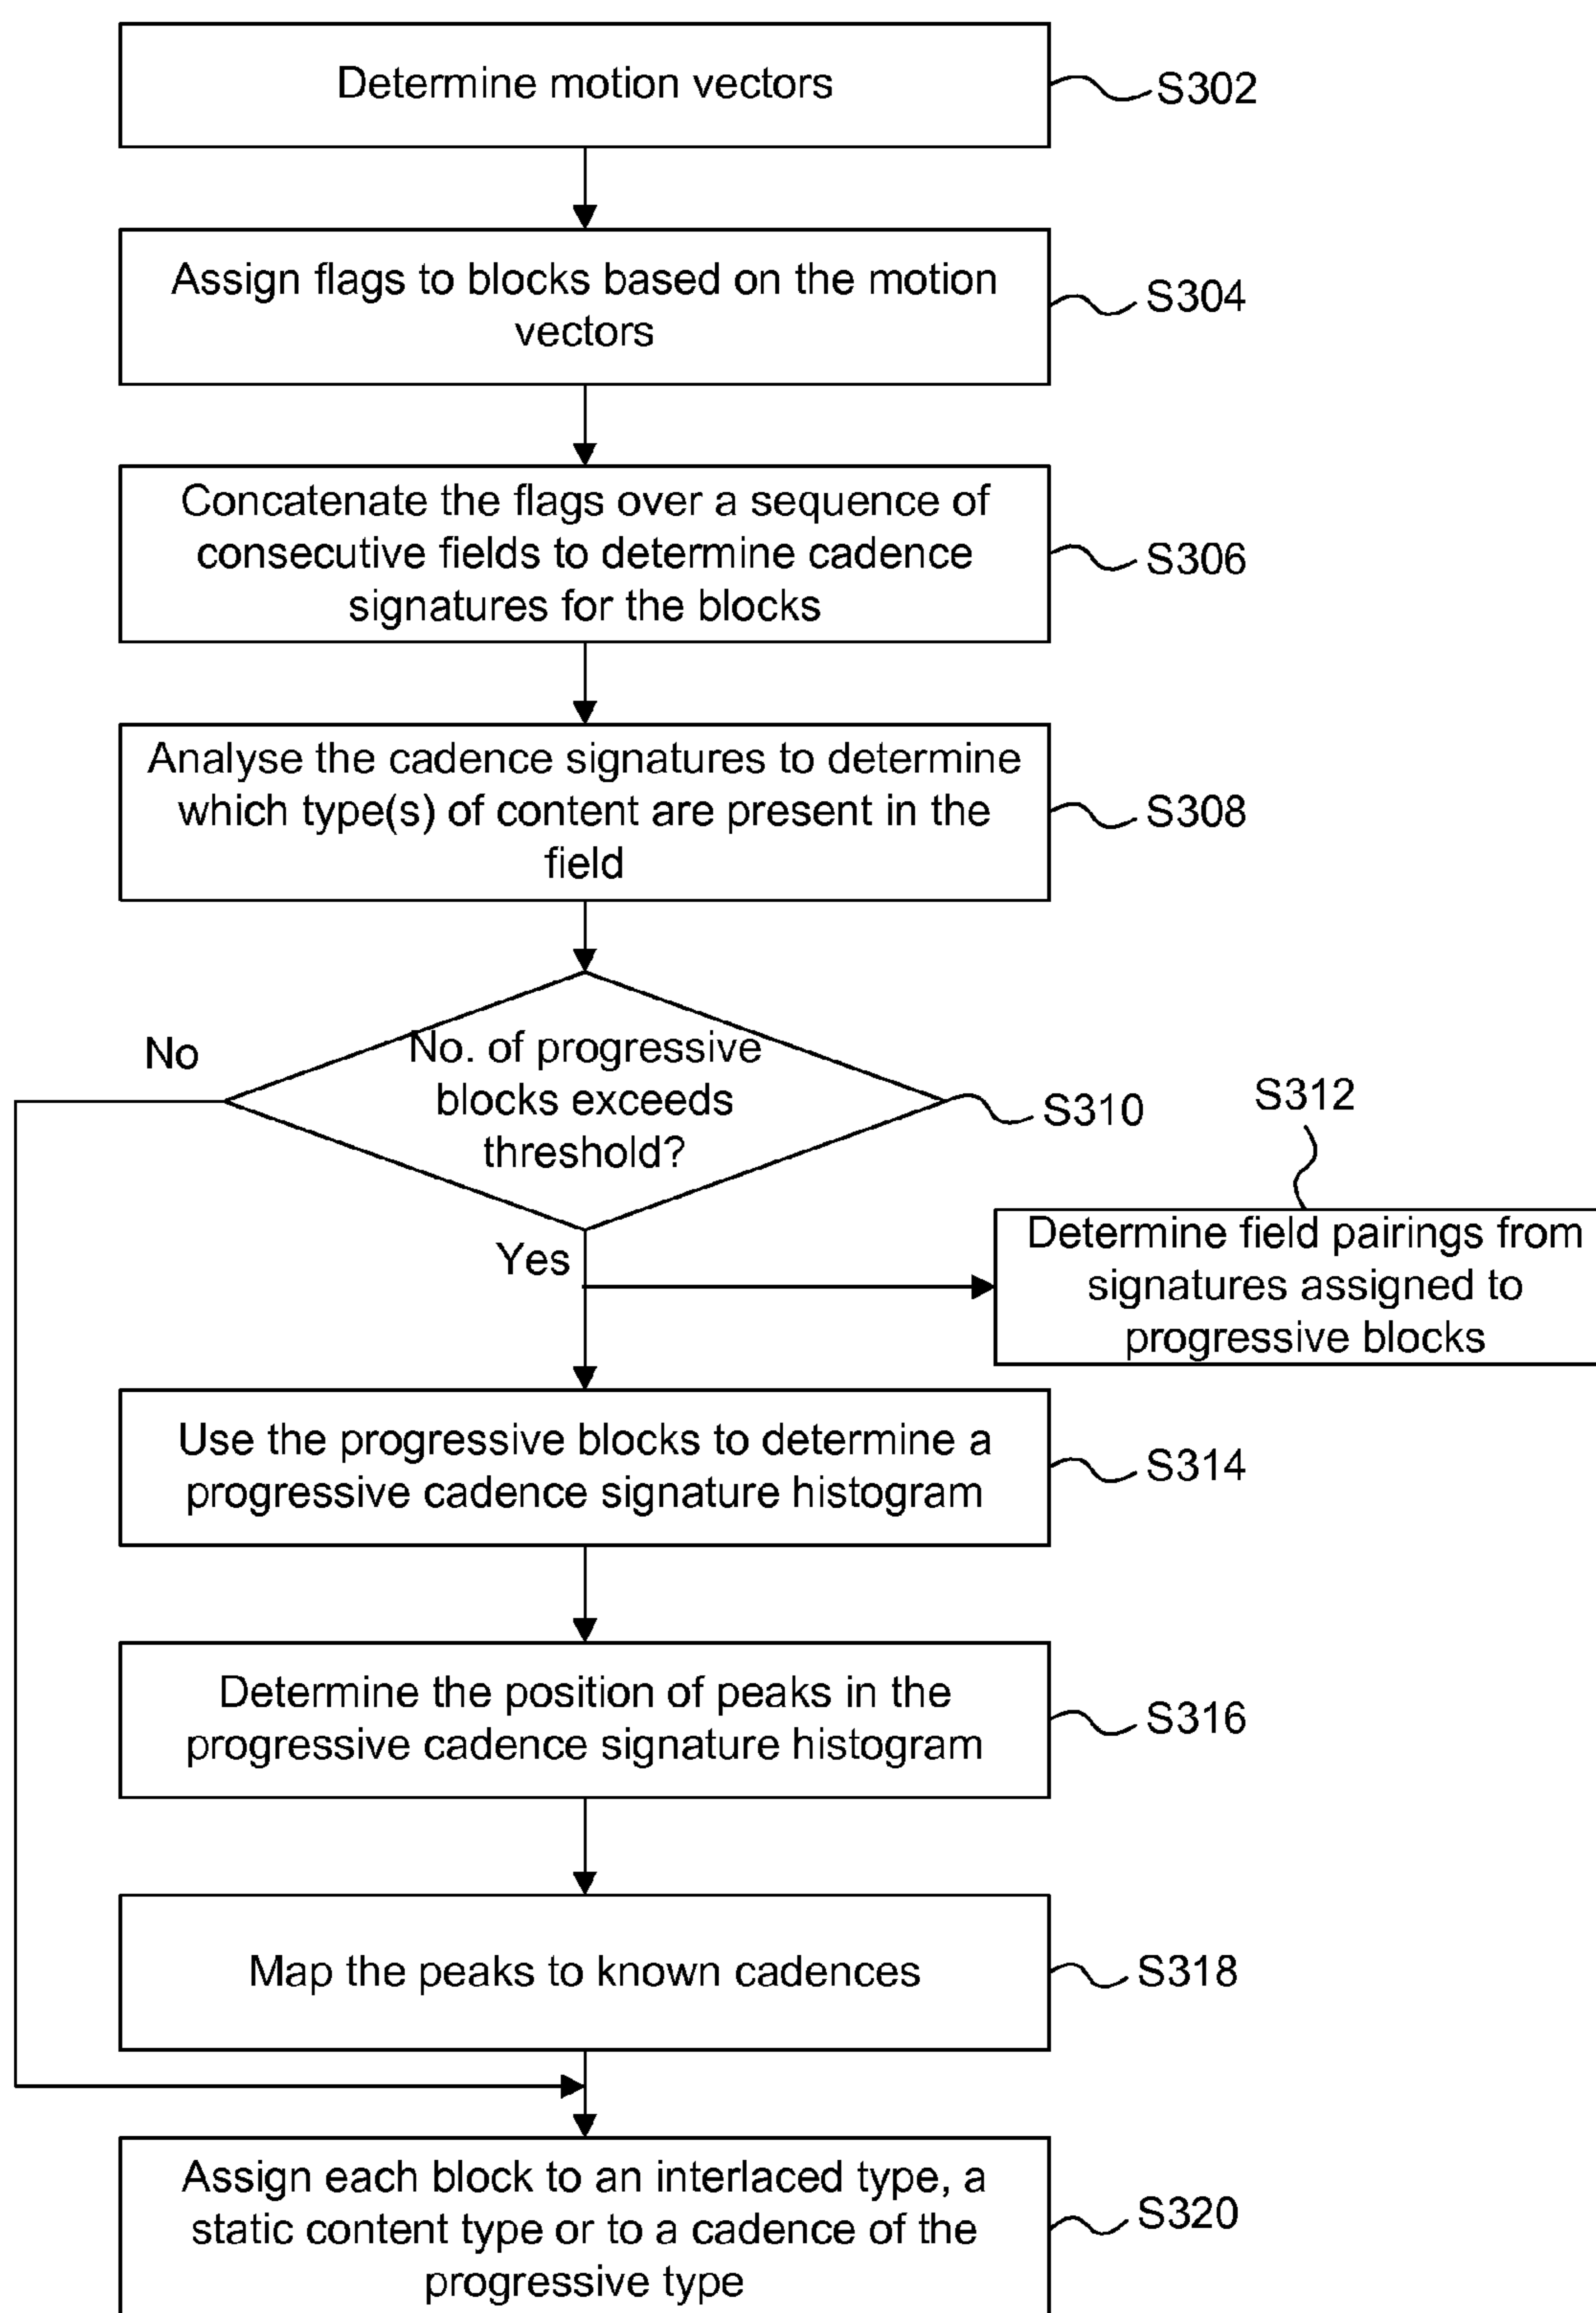 Determine motion vectors
S302
Assign flags to blocks based on the motion
vectors
S304
Concatenate the flags over a sequence of
consecutive fields to determine cadence
signatures for the blocks
S306
Analyse the cadence signatures to determine
which type(s) of content are present in the
field
S308
No
No. of progressive
blocks exceeds
threshold?
S310
S312
Determine field pairings from
signatures assigned to
progressive blocks
Yes
Use the progressive blocks to determine a
progressive cadence signature histogram
S314
Determine the position of peaks in the
progressive cadence signature histogram
S316
Map the peaks to known cadences
S318
Assign each block to an interlaced type, a
static content type or to a cadence of the
progressive type
S320